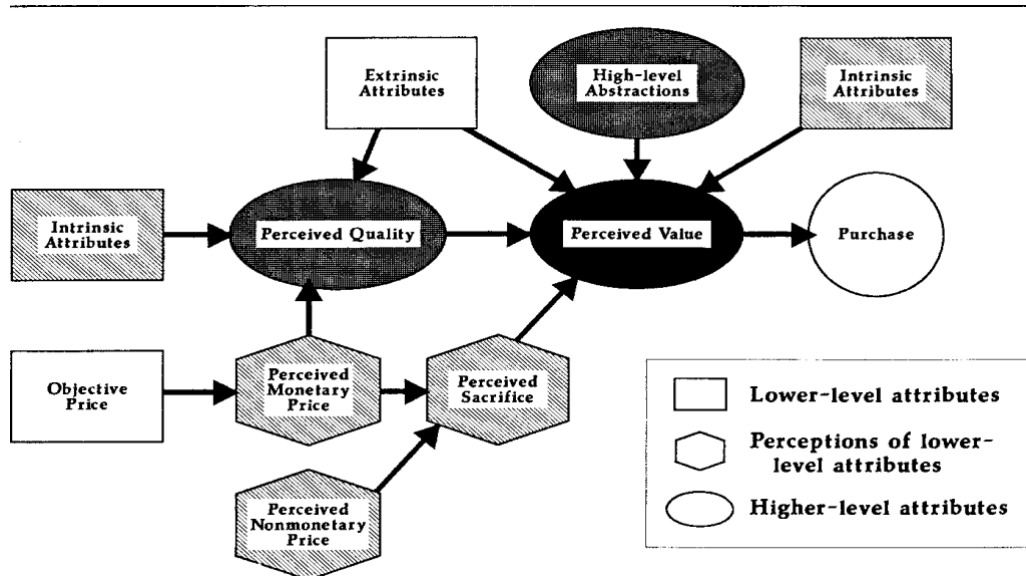 Extrinsic
Attributes
High-level
Abstractions
Intrinsic
Attributes
Intrinsic
Attributes
Perceived Quality
Perceived Value
Purchase
Objective
Price
Perceived
Monetary
Price
Perceived
Sacrifice
Perceived
Nonmonetary
Price
Lower-level attributes
Perceptions of lower-
level attributes
Higher-level attributes